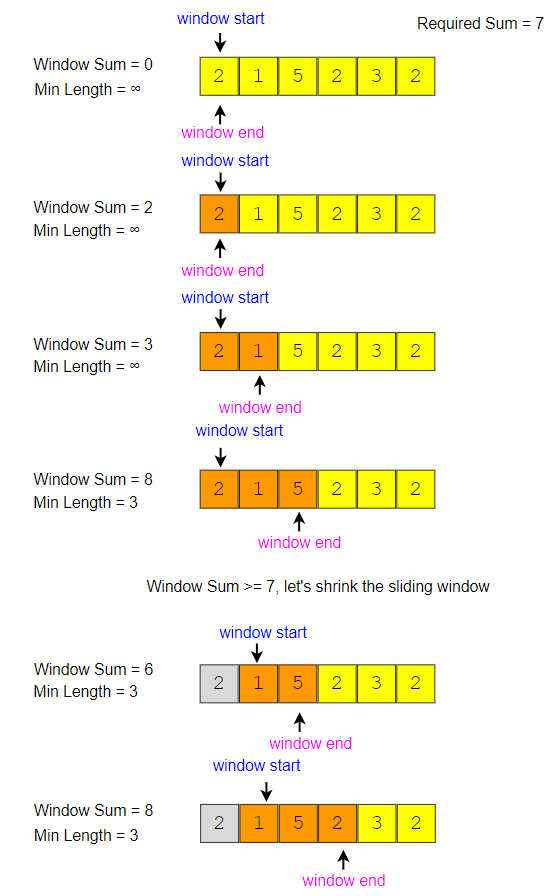 window start
Required Sum = 7
Window Sum = 0
2 1 5 2 3 2
Min Length = ∞
window end
window start
Window Sum = 2
2 1 5 2 3 2
Min Length = ∞
window end
window start
Window Sum = 3
2 1 5 2 3 2
Min Length = ∞
window end
window start
Window Sum = 8
2 1 5 2 3 2
Min Length = 3
window end
Window Sum >= 7, let's shrink the sliding window
window start
Window Sum = 6
2 1 5 2 3 2
Min Length = 3
window end
window start
Window Sum = 8
2 1 5 2 3 2
Min Length = 3
window end